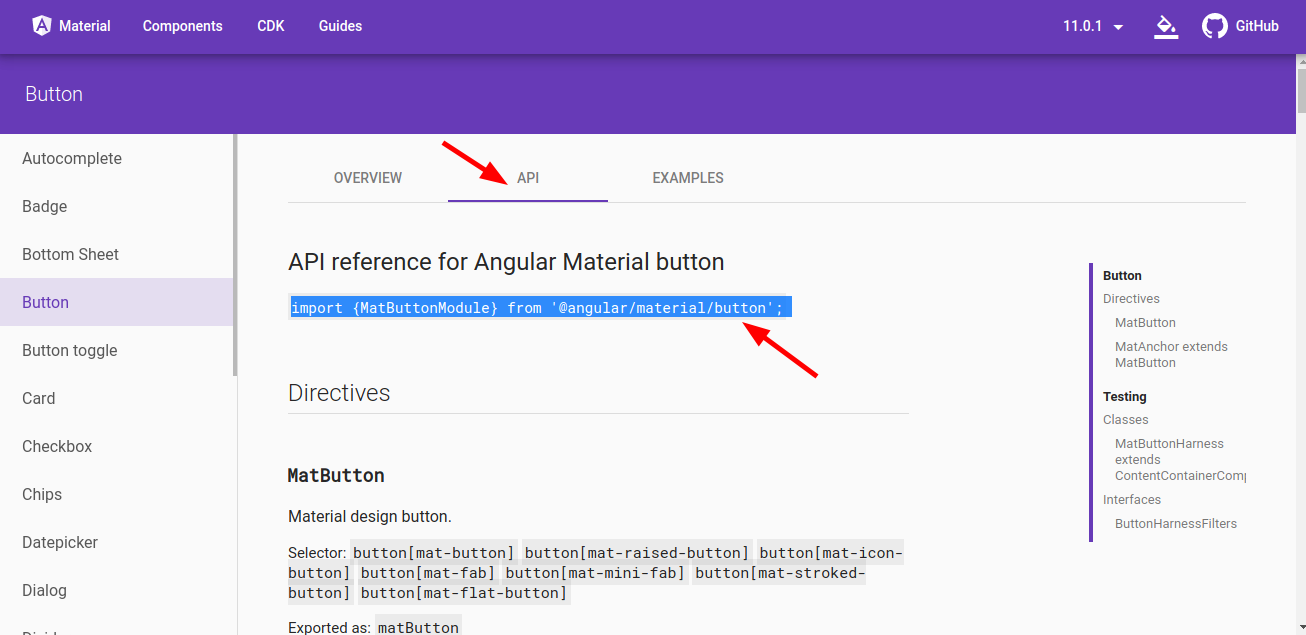 Material Components CDK Guides 11.0.1 GitHub
Button
Autocomplete
Badge
Bottom Sheet
Button
Button toggle
Card
Checkbox
Chips
Datepicker
Dialog
OVERVIEW API EXAMPLES
API reference for Angular Material button
import {MatButtonModule} from '@angular/material/button';
Directives
MatButton
Material design button.
Selector: button[mat-button] button[mat-raised-button] button[mat-icon-
button] button[mat-fab] button[mat-mini-fab] button[mat-stroked-
button] button[mat-flat-button]
Exported as: matButton
Button
Directives
MatButton
MatAnchor extends
MatButton
Testing
Classes
MatButtonHarness
extends
ContentContainerComp
Interfaces
ButtonHarnessFilters